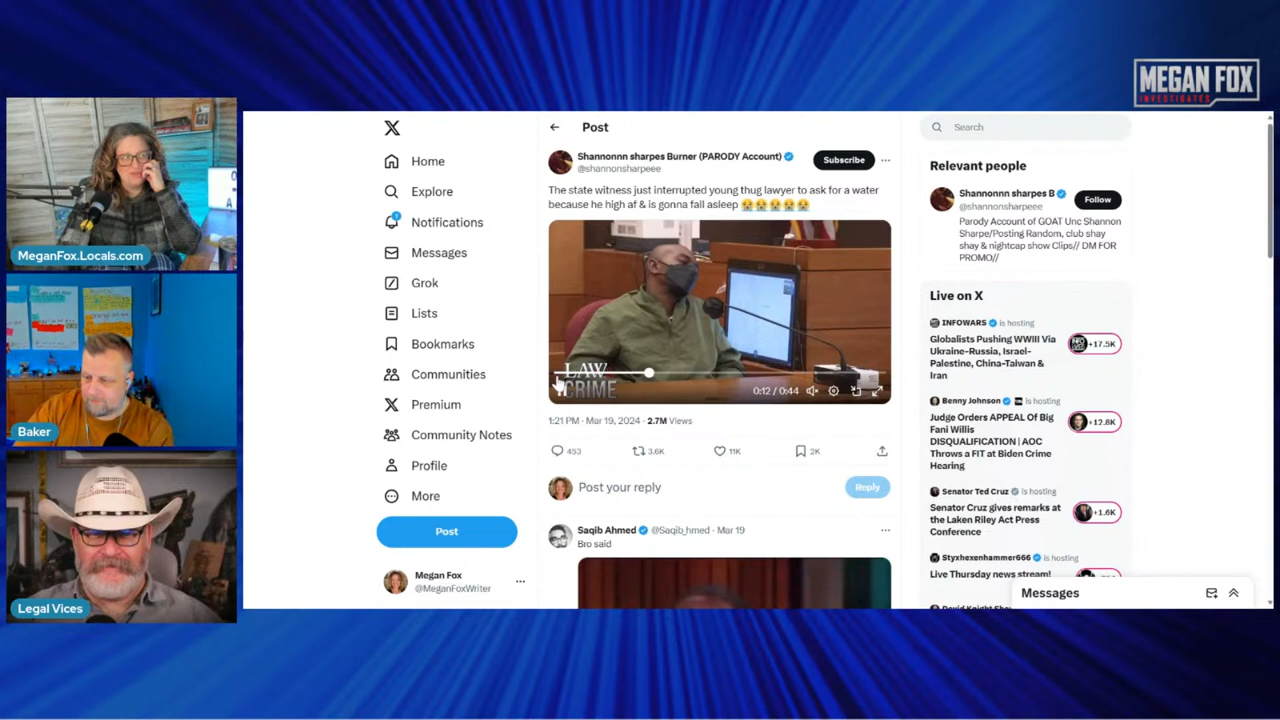 MEGAN FOX
INVESTIGATES
MeganFox.Locals.com
Baker
Legal Vices
Home
Explore
Notifications
Messages
Grok
Lists
Bookmarks
Communities
Premium
Community Notes
Profile
More
Post
Megan Fox
@MeganFoxWriter
Post
Shannonnn sharpes Burner (PARODY Account)
@shannonsharpeee
Subscribe
The state witness just interrupted young thug lawyer to ask for a water
because he high af & is gonna fall asleep 😭😭😭😭😭
LAW
CRIME
0:12 / 0:44
1:21 PM · Mar 19, 2024 · 2.7M Views
453
3.6K
11K
2K
Post your reply
Reply
Saqib Ahmed @Saqib_hmed · Mar 19
Bro said
Search
Relevant people
Shannonnn sharpes B
@shannonsharpeee
Follow
Parody Account of GOAT Unc Shannon
Sharpe/Posting Random, club shay
shay & nightcap show Clips// DM FOR
PROMO//
Live on X
INFOWARS is hosting
Globalists Pushing WWIII Via
Ukraine-Russia, Israel-
Palestine, China-Taiwan &
Iran
+17.5K
Benny Johnson is hosting
Judge Orders APPEAL Of Big
Fani Willis
DISQUALIFICATION | AOC
Throws a FIT at Biden Crime
Hearing
+12.8K
Senator Ted Cruz is hosting
Senator Cruz gives remarks at
the Laken Riley Act Press
Conference
+1.6K
Styxhexenhammer666 is hosting
Live Thursday news stream!
Messages